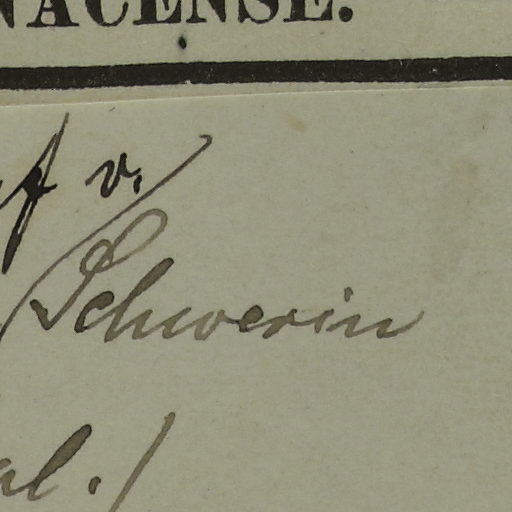 NACENSE.
f v.
Schwerin
al.)